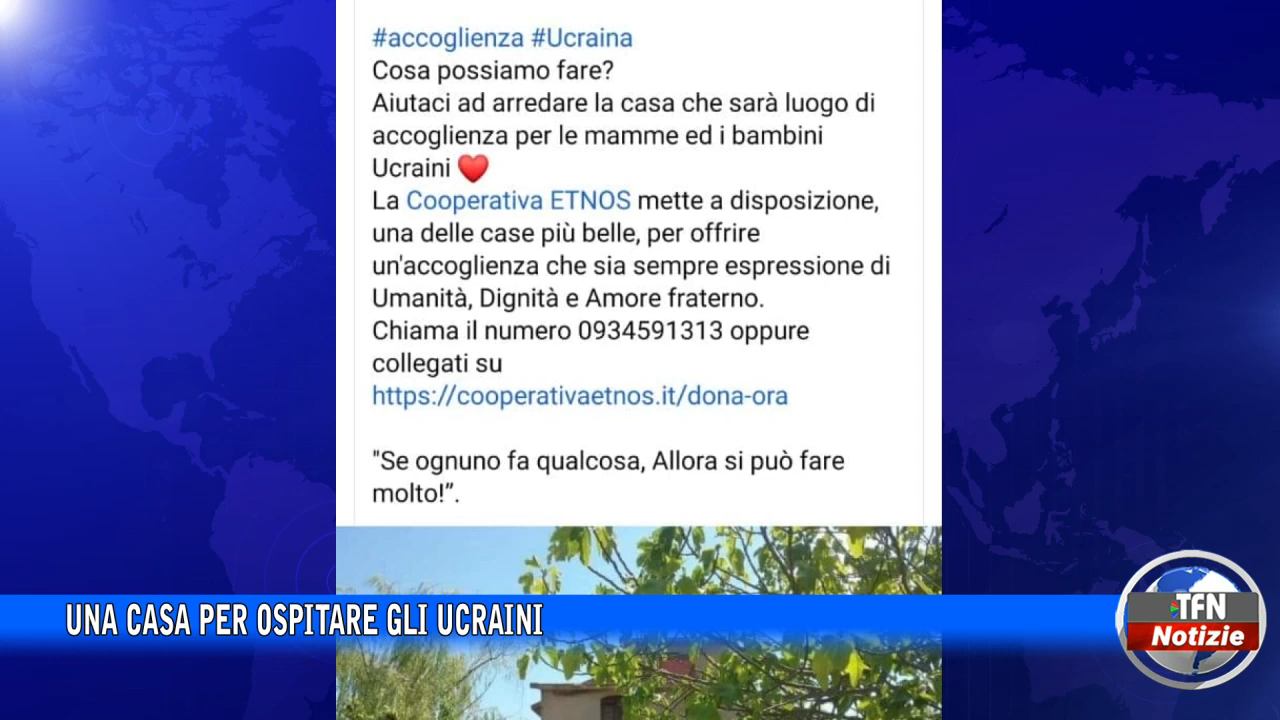 #accoglienza #Ucraina
Cosa possiamo fare?
Aiutaci ad arredare la casa che sarà luogo di
accoglienza per le mamme ed i bambini
Ucraini ❤️
La Cooperativa ETNOS mette a disposizione,
una delle case più belle, per offrire
un'accoglienza che sia sempre espressione di
Umanità, Dignità e Amore fraterno.
Chiama il numero 0934591313 oppure
collegati su
https://cooperativaetnos.it/dona-ora
"Se ognuno fa qualcosa, Allora si può fare
molto!”.
UNA CASA PER OSPITARE GLI UCRAINI
TFN
Notizie